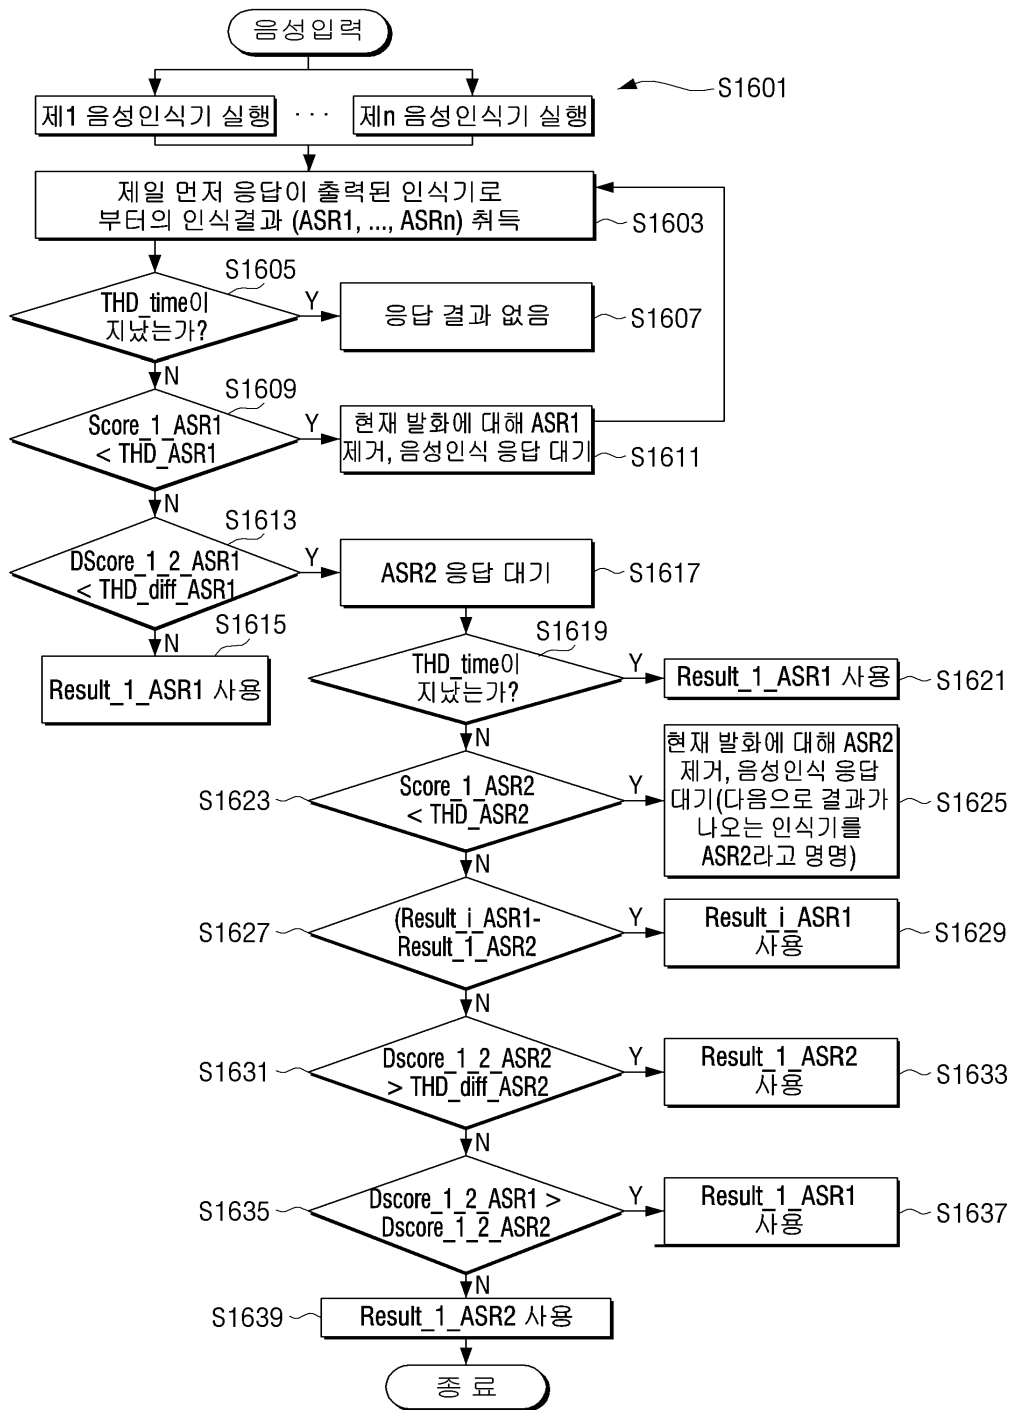 음성입력
S1601
제1 음성인식기 실행
. . .
제n 음성인식기 실행
제일 먼저 응답이 출력된 인식기로
부터의 인식결과 (ASR1, ..., ASRn) 취득
S1603
S1605
THD_time이
지났는가?
Y
응답 결과 없음
S1607
N
S1609
Score_1_ASR1
< THD_ASR1
Y
현재 발화에 대해 ASR1
제거, 음성인식 응답 대기
S1611
N
S1613
DScore_1_2_ASR1
< THD_diff_ASR1
Y
ASR2 응답 대기
S1617
N
S1615
Result_1_ASR1 사용
S1619
THD_time이
지났는가?
Y
Result_1_ASR1 사용
S1621
N
S1623
Score_1_ASR2
< THD_ASR2
Y
현재 발화에 대해 ASR2
제거, 음성인식 응답
대기(다음으로 결과가
나오는 인식기를
ASR2라고 명명)
S1625
N
S1627
(Result_i_ASR1-
Result_1_ASR2
Y
Result_i_ASR1
사용
S1629
N
S1631
Dscore_1_2_ASR2
> THD_diff_ASR2
Y
Result_1_ASR2
사용
S1633
N
S1635
Dscore_1_2_ASR1 >
Dscore_1_2_ASR2
Y
Result_1_ASR1
사용
S1637
N
S1639
Result_1_ASR2 사용
종 료